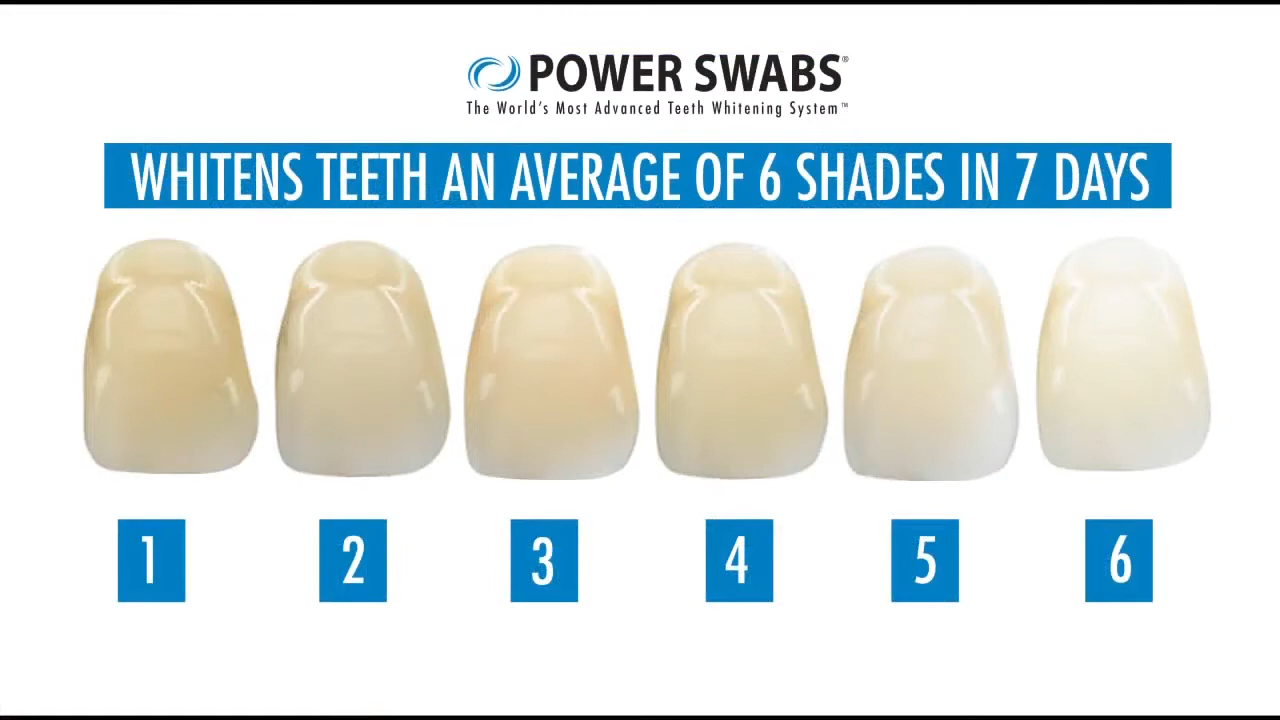 POWER SWABS®
The World's Most Advanced Teeth Whitening System™
WHITENS TEETH AN AVERAGE OF 6 SHADES IN 7 DAYS
1 2 3 4 5 6